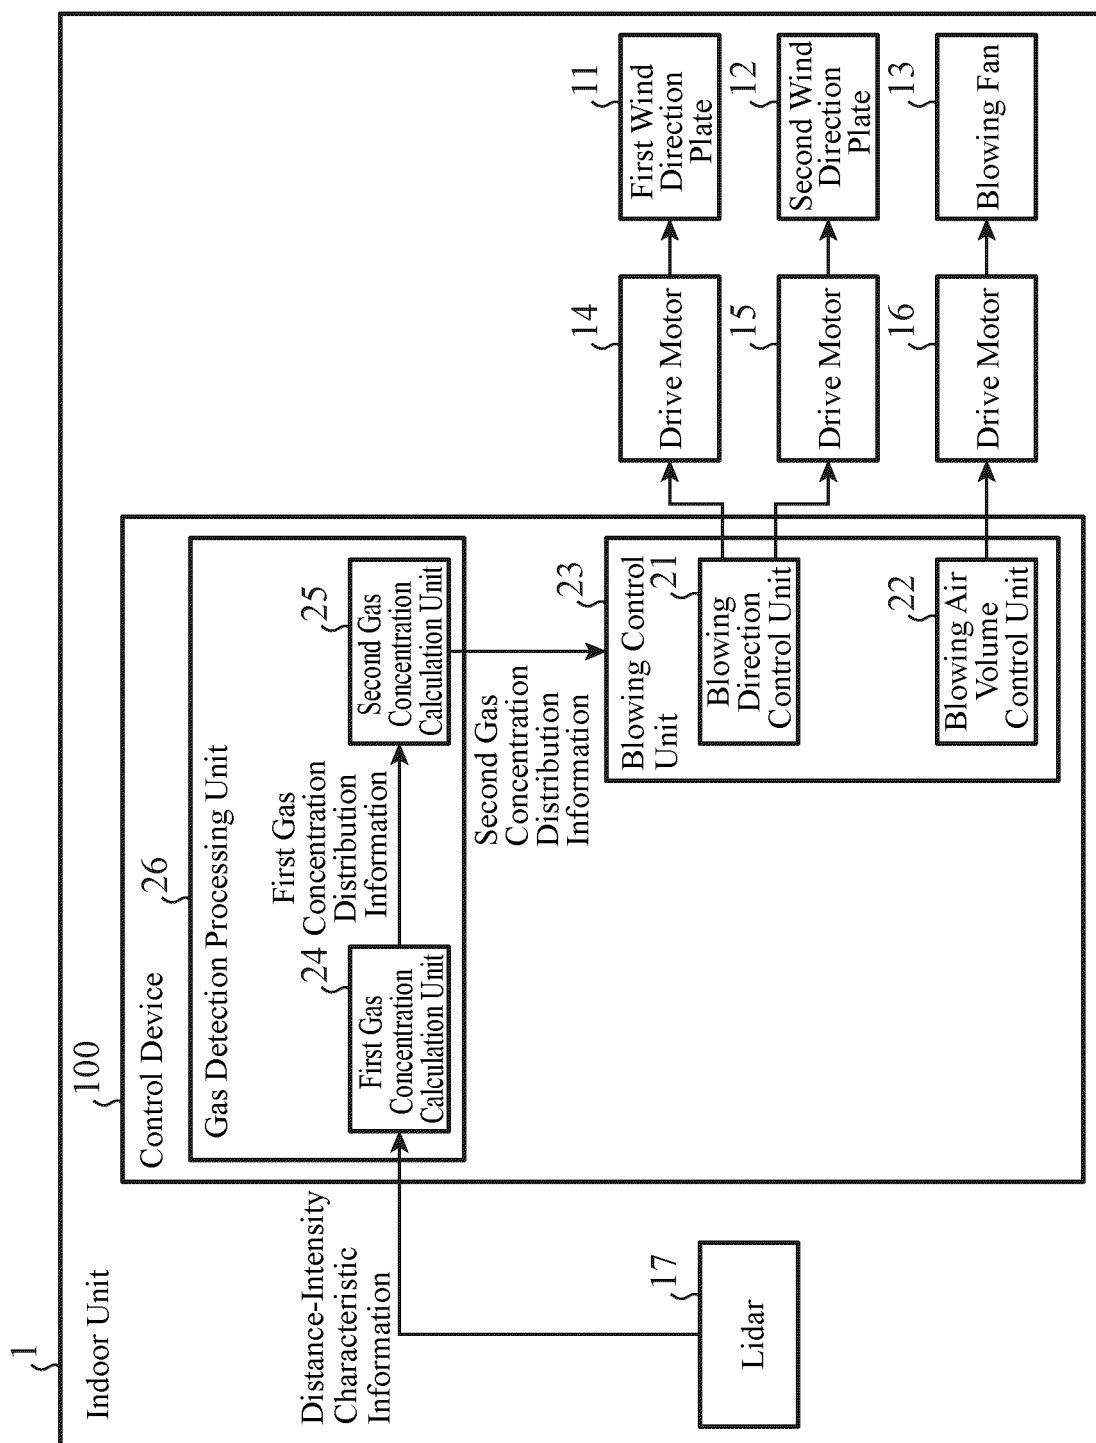 1
Indoor Unit
100
Control Device
26
Gas Detection Processing Unit
Distance-Intensity
Characteristic
Information
24
First Gas
Concentration
Calculation Unit
First Gas
Concentration
Distribution
Information
25
Second Gas
Concentration
Calculation Unit
Second Gas
Concentration
Distribution
Information
17
Lidar
23
Blowing Control
Unit
21
Blowing
Direction
Control Unit
22
Blowing Air
Volume
Control Unit
14
Drive Motor
11
First Wind
Direction
Plate
15
Drive Motor
12
Second Wind
Direction
Plate
16
Drive Motor
13
Blowing Fan